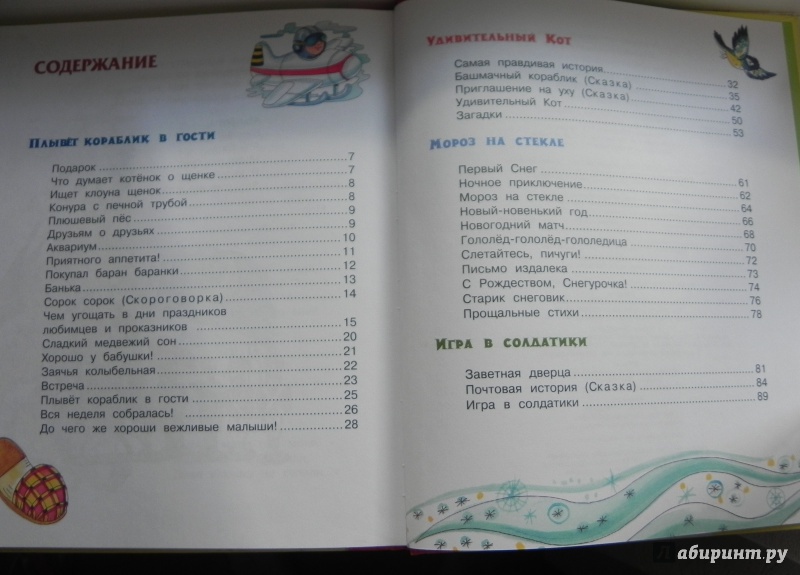 СОДЕРЖАНИЕ
ПЛЫВЁТ КОРАБЛИК В ГОСТИ
Подарок 7
Что думает котёнок о щенке 7
Ищет клоуна щенок 8
Конура с печной трубой 8
Плюшевый пёс 9
Друзьям о друзьях 9
Аквариум 10
Приятного аппетита! 11
Покупал баран баранки 12
Банька 13
Сорок сорок (Скороговорка) 14
Чем угощать в дни праздников
любимцев и проказников 15
Сладкий медвежий сон 20
Хорошо у бабушки! 21
Заячья колыбельная 22
Встреча 23
Плывёт кораблик в гости 25
Вся неделя собралась! 26
До чего же хороши вежливые малыши! 28
УДИВИТЕЛЬНЫЙ КОТ
Самая правдивая история 32
Башмачный кораблик (Сказка) 35
Приглашение на уху (Сказка) 42
Удивительный Кот 50
Загадки 53
МОРОЗ НА СТЕКЛЕ
Первый Снег 61
Ночное приключение 62
Мороз на стекле 64
Новый-новенький год 66
Новогодний матч 68
Гололёд-гололёд-гололедица 70
Слетайтесь, пичуги! 72
Письмо издалека 73
С Рождеством, Снегурочка! 74
Старик снеговик 76
Прощальные стихи 78
ИГРА В СОЛДАТИКИ
Заветная дверца 81
Почтовая история (Сказка) 84
Игра в солдатики 89
Лабиринт.ру